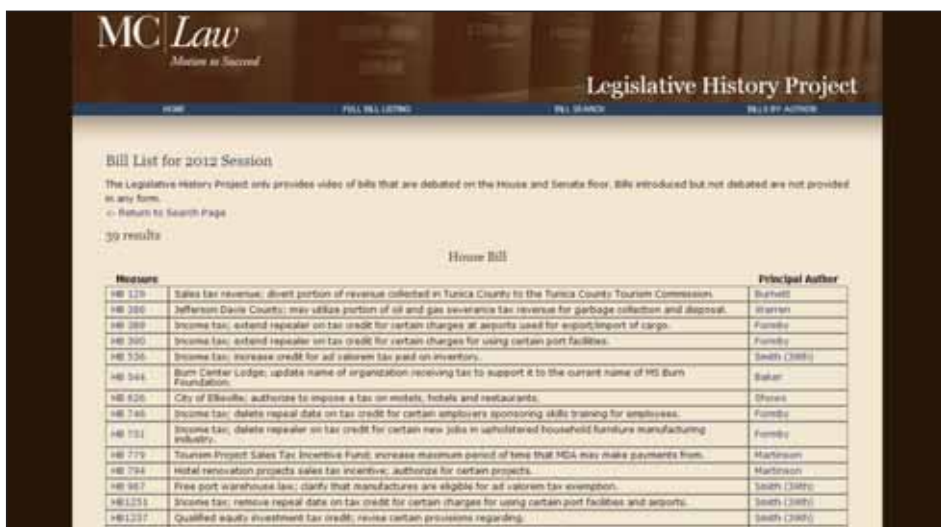 MC Law
Motion to Succeed
Legislative History Project
HOME FULL BILL LISTING BILL SEARCH BILLS BY AUTHOR
Bill List for 2012 Session
The Legislative History Project only provides video of bills that are debated on the House and Senate floor. Bills introduced but not debated are not provided
in any form.
<- Return to Search Page
39 results
House Bill
Measure Principal Author
HB 129 Sales tax revenue; divert portion of revenue collected in Tunica County to the Tunica County Tourism Commission. Burnett
Jefferson Davis County; may utilize portion of oil and gas severance tax revenue for garbage collection and disposal. Warren
HB 389 Income tax; extend repealer on tax credit for certain charges at airports used for export/import of cargo. Formby
HB 390 Income tax; extend repealer on tax credit for certain charges for using certain port facilities. Formby
HB 536 Income tax; increase credit for ad valorem tax paid on inventory. Smith (39th)
HB 544 Burn Center Lodge; update name of organization receiving tax to support it to the current name of MS Burn
Foundation. Baker
HB 626 City of; authorize to impose a tax on motels, hotels and restaurants. Shows
HB 746 Income tax; delete repeal date on tax credit for certain employers sponsoring skills training for employees. Formby
Income tax; delete repealer on tax credit for certain new jobs in upholstered household furniture manufacturing
industry. Formby
HB 779 Tourism Project Sales Tax Incentive Fund; increase maximum period of time that MDA may make payments from. Martinson
HB 794 Hotel renovation projects sales tax incentive; authorize for certain projects. Martinson
HB 987 Free port warehouse law; clarify that manufactures are eligible for ad valorem tax exemption. Smith (39th)
HB1251 Income tax; remove repeal date on tax credit for certain charges for using certain port facilities and airports. Smith (39th)
HB1237 Qualified equity investment tax credit; revise certain provisions regarding. Smith (39th)